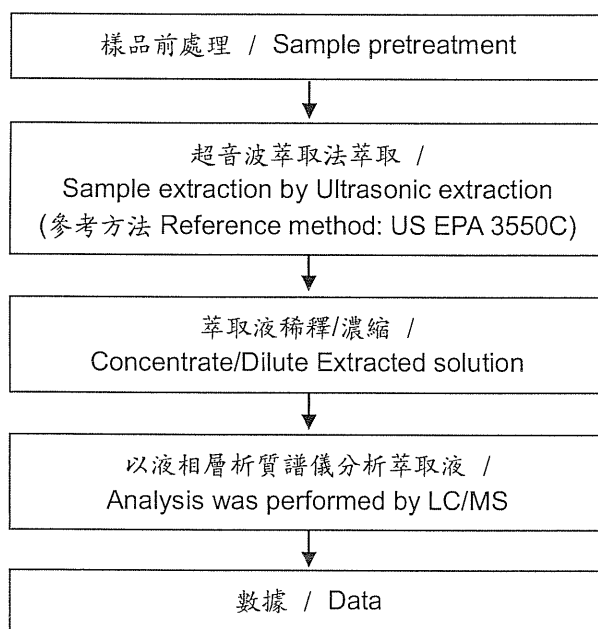 樣品前處理 / Sample pretreatment
超音波萃取法萃取 /
Sample extraction by Ultrasonic extraction
(參考方法 Reference method: US EPA 3550C)
萃取液稀釋/濃縮 /
Concentrate/Dilute Extracted solution
以液相層析質譜儀分析萃取液 /
Analysis was performed by LC/MS
數據 / Data